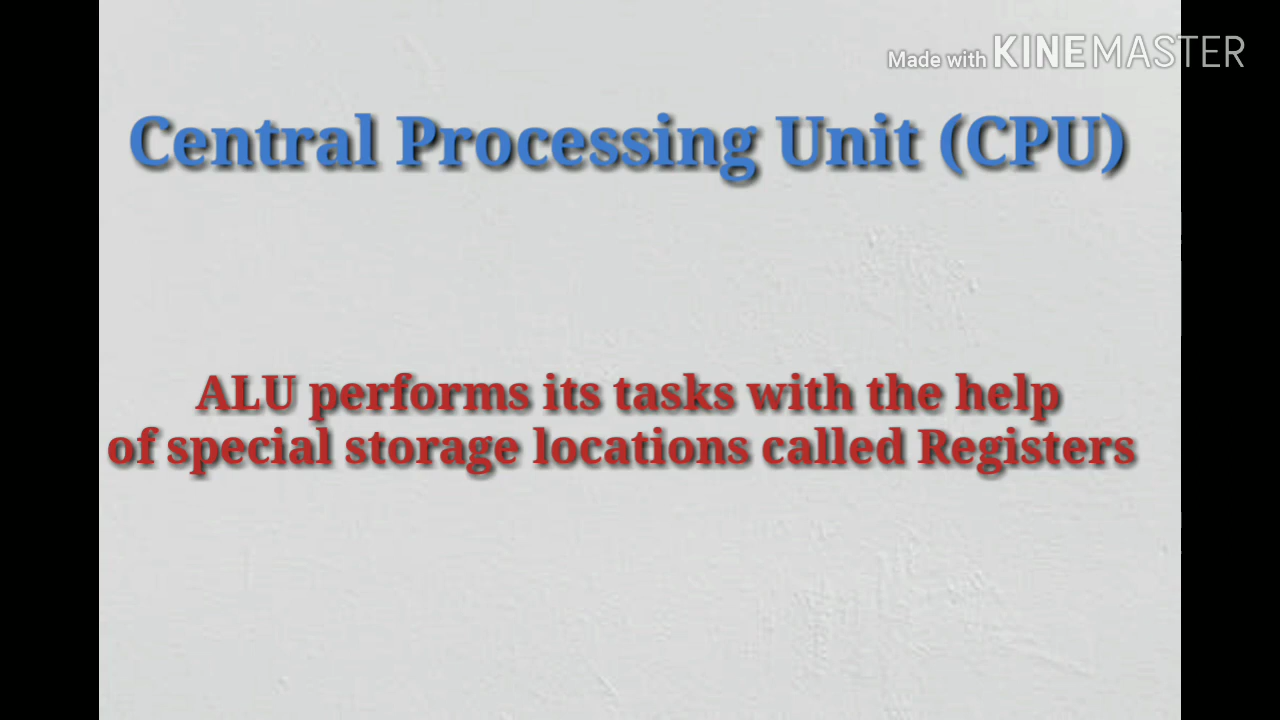 Made with KINEMASTER
Central Processing Unit (CPU)
ALU performs its tasks with the help
of special storage locations called Registers